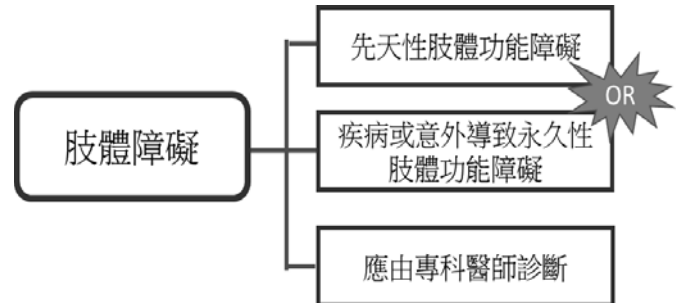 先天性肢體功能障礙
OR
肢體障礙
疾病或意外導致永久性
肢體功能障礙
應由專科醫師診斷